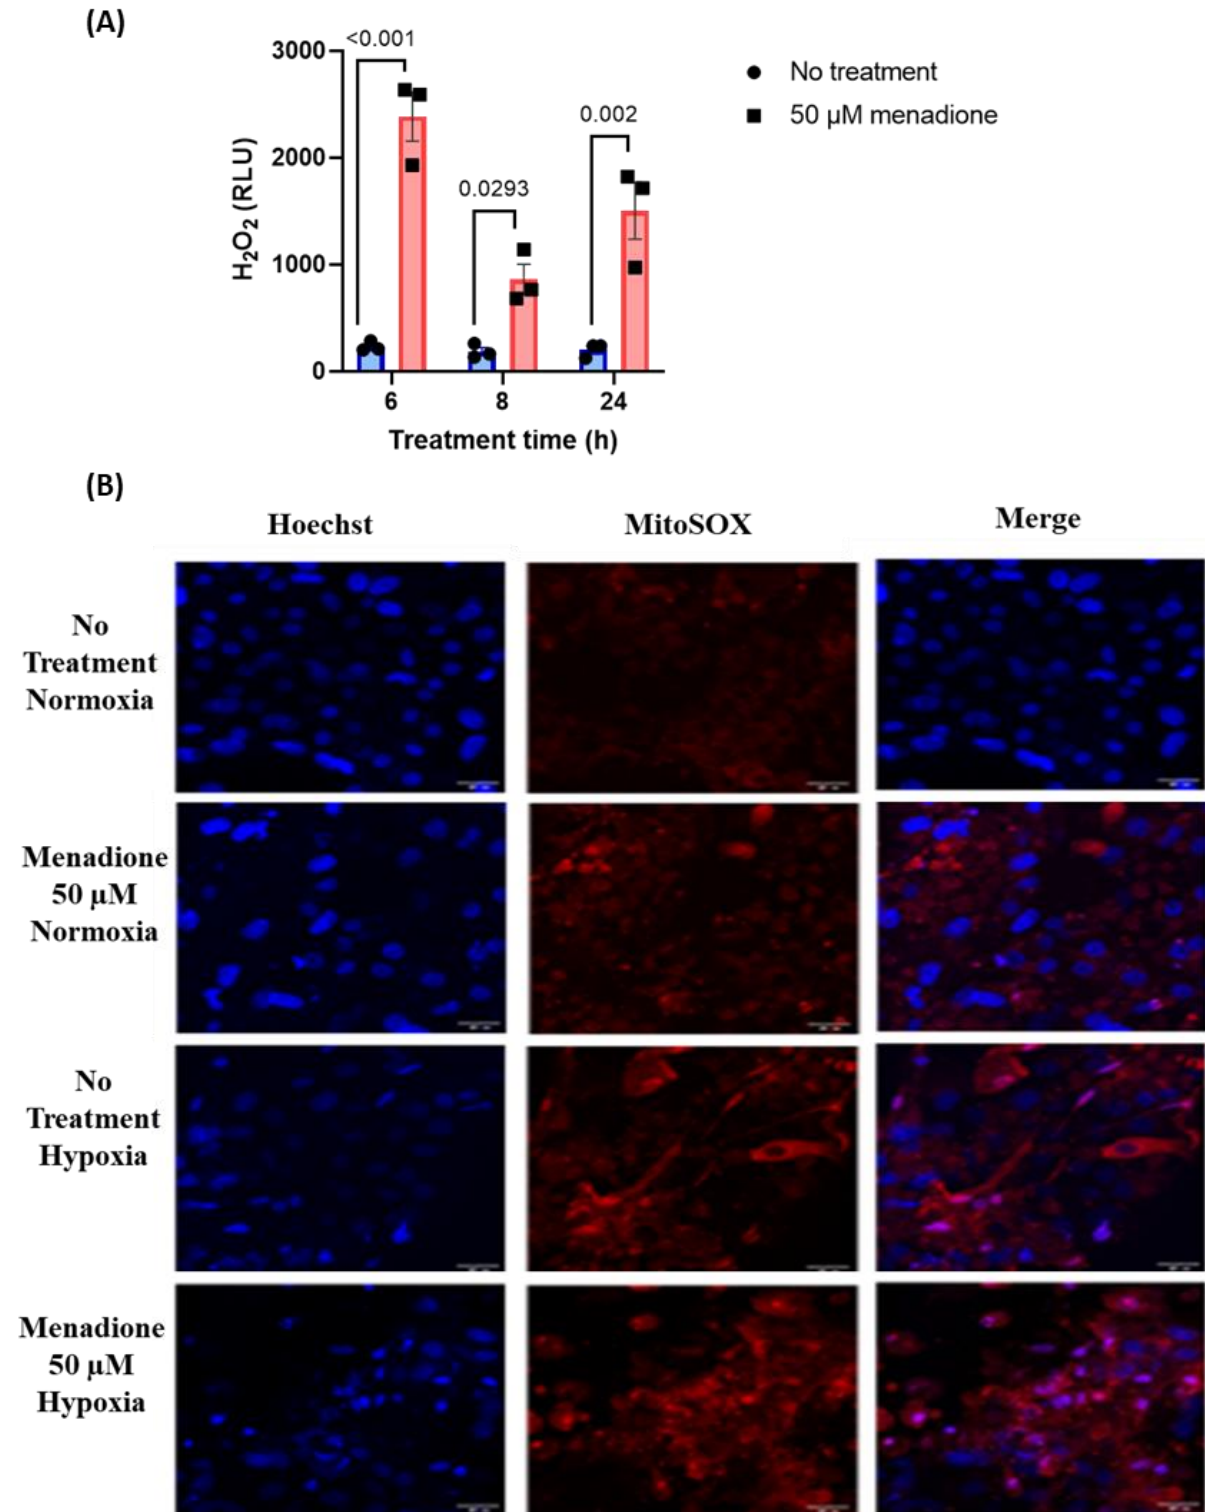 (A)
<0.001
3000
No treatment
50 µM menadione
0.002
2000
0.0293
H₂O₂ (RLU)
1000
0
6 8 24
Treatment time (h)
(B)
Hoechst MitoSOX Merge
No
Treatment
Normoxia
Menadione
50 µM
Normoxia
No
Treatment
Hypoxia
Menadione
50 µM
Hypoxia